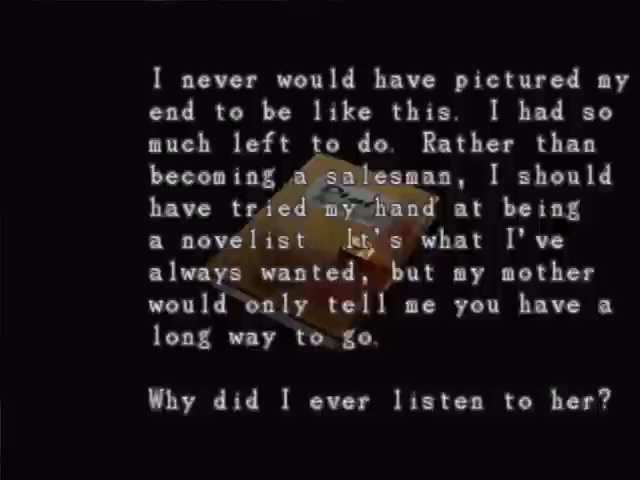 I never would have pictured my
end to be like this. I had so
much left to do. Rather than
becoming a salesman, I should
have tried my hand at being
a novelist. It's what I've
always wanted, but my mother
would only tell me you have a
long way to go.
Why did I ever listen to her?